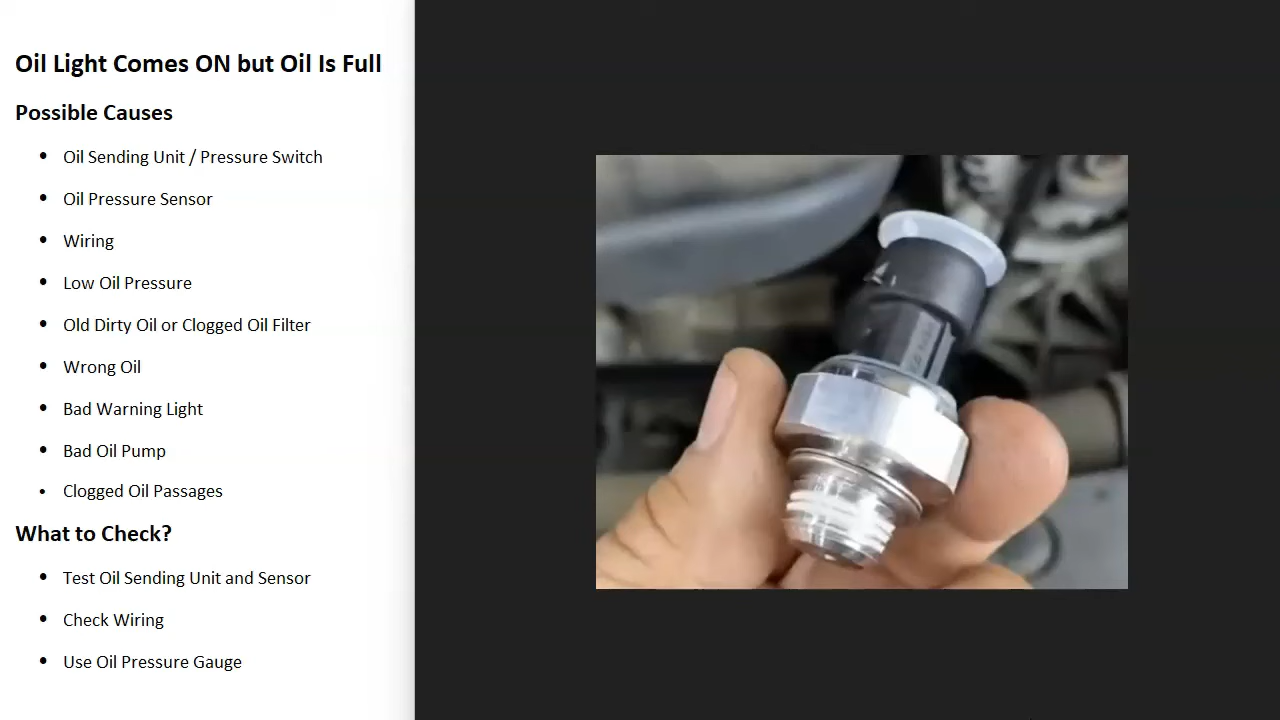 Oil Light Comes ON but Oil Is Full
Possible Causes
• Oil Sending Unit / Pressure Switch
• Oil Pressure Sensor
• Wiring
• Low Oil Pressure
• Old Dirty Oil or Clogged Oil Filter
• Wrong Oil
• Bad Warning Light
• Bad Oil Pump
• Clogged Oil Passages
What to Check?
• Test Oil Sending Unit and Sensor
• Check Wiring
• Use Oil Pressure Gauge